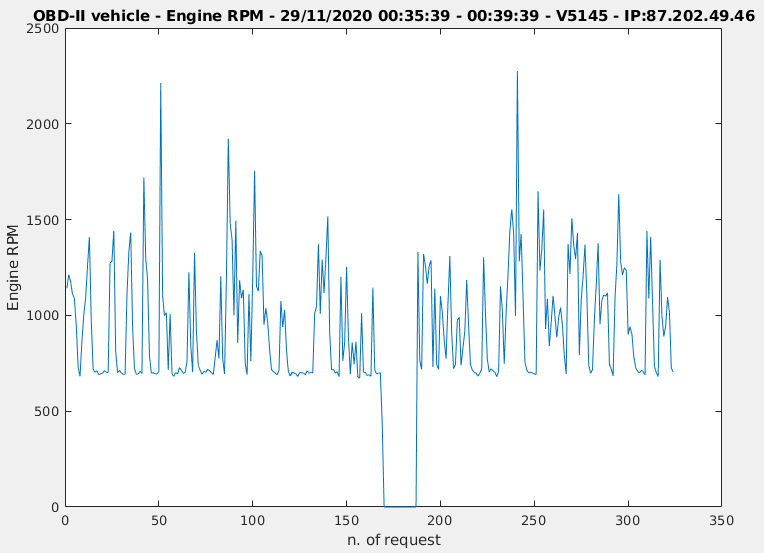 OBD-II vehicle - Engine RPM - 29/11/2020 00:35:39 - 00:39:39 - V5145 - IP:87.202.49.46
2500
2000
1500
1000
500
0
Engine RPM
0 50 100 150 200 250 300 350
n. of request